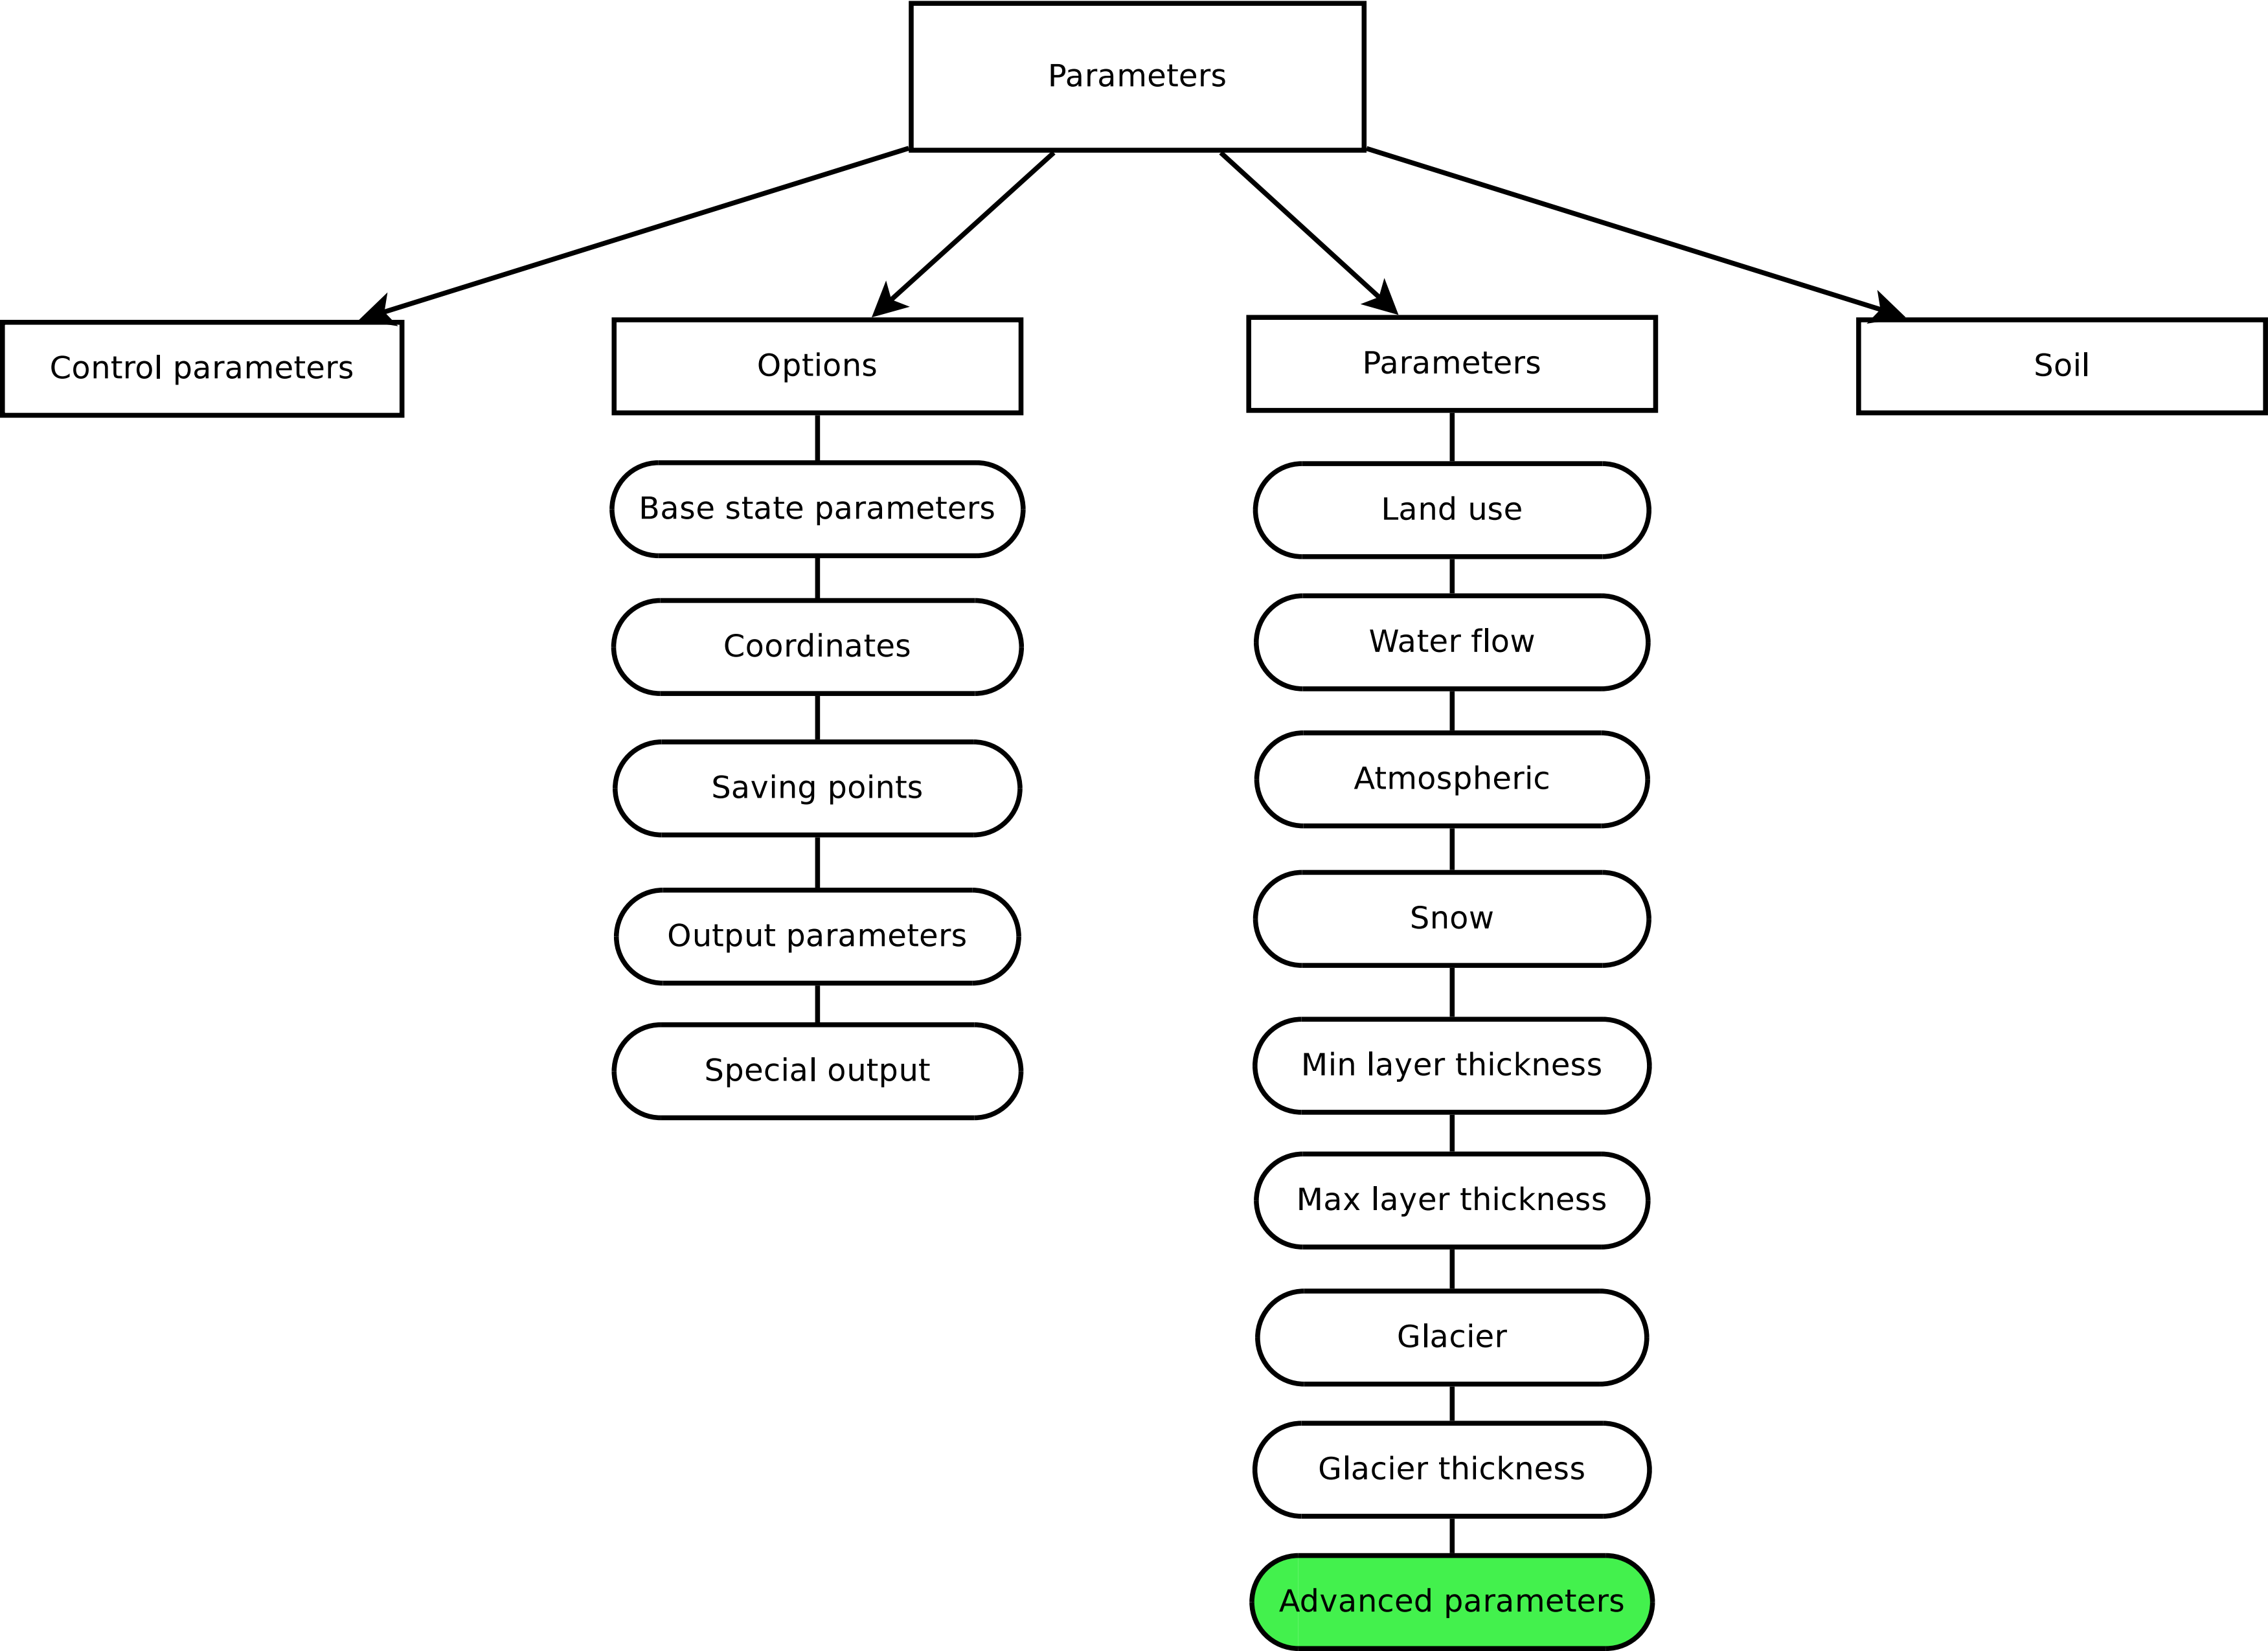 Parameters
Control parameters
Options
Parameters
Soil
Base state parameters
Coordinates
Saving points
Output parameters
Special output
Land use
Water flow
Atmospheric
Snow
Min layer thickness
Max layer thickness
Glacier
Glacier thickness
Advanced parameters